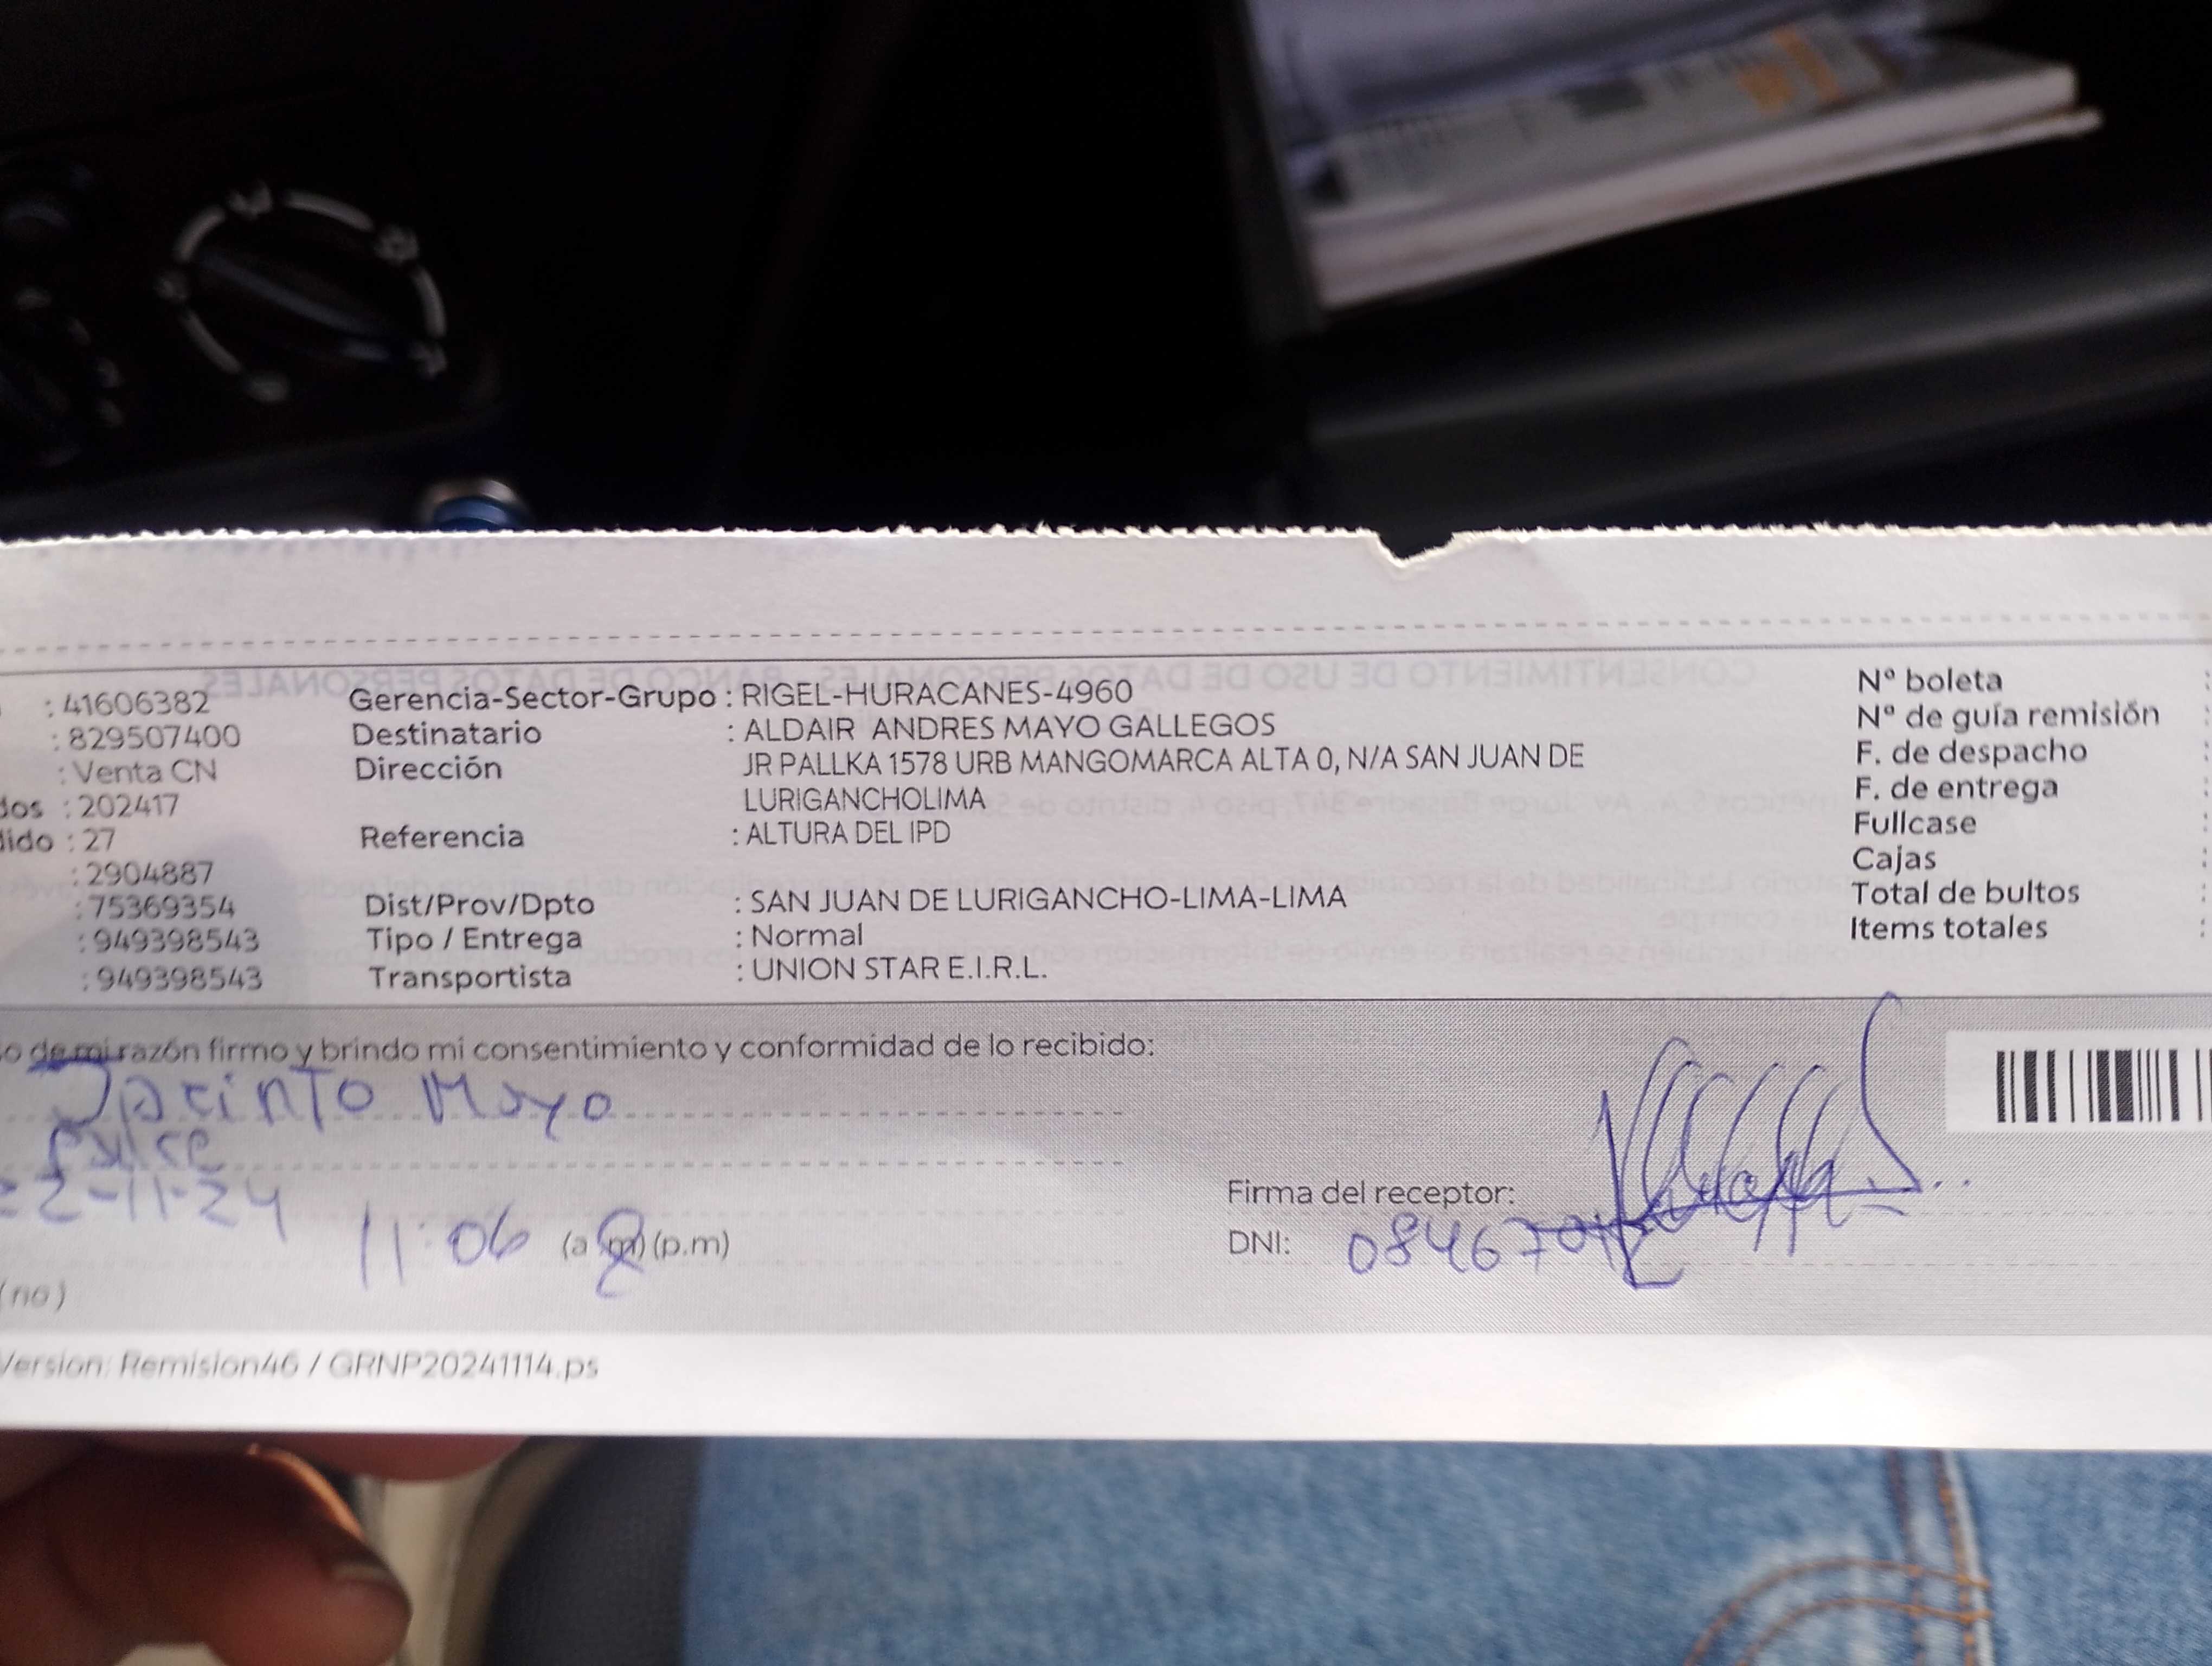 : 41606382 Gerencia-Sector-Grupo : RIGEL-HURACANES-4960 Nº boleta :
: 829507400 Destinatario : ALDAIR ANDRES MAYO GALLEGOS Nº de guía remisión :
: Venta CN Dirección JR PALLKA 1578 URB MANGOMARCA ALTA 0, N/A SAN JUAN DE F. de despacho :
dos : 202417 LURIGANCHOLIMA F. de entrega :
dido : 27 Referencia : ALTURA DEL IPD Fullcase :
: 2904887 Cajas :
: 75369354 Dist/Prov/Dpto : SAN JUAN DE LURIGANCHO-LIMA-LIMA Total de bultos :
: 949398543 Tipo / Entrega : Normal Items totales :
: 949398543 Transportista : UNION STAR E.I.R.L.
o de mi razón firmo y brindo mi consentimiento y conformidad de lo recibido:
Jacinto Mayo
2-11-24
Firma del receptor:
11:06 (a m) (p.m) DNI: 08467
(no)
Version: Remision46 / GRNP20241114.ps